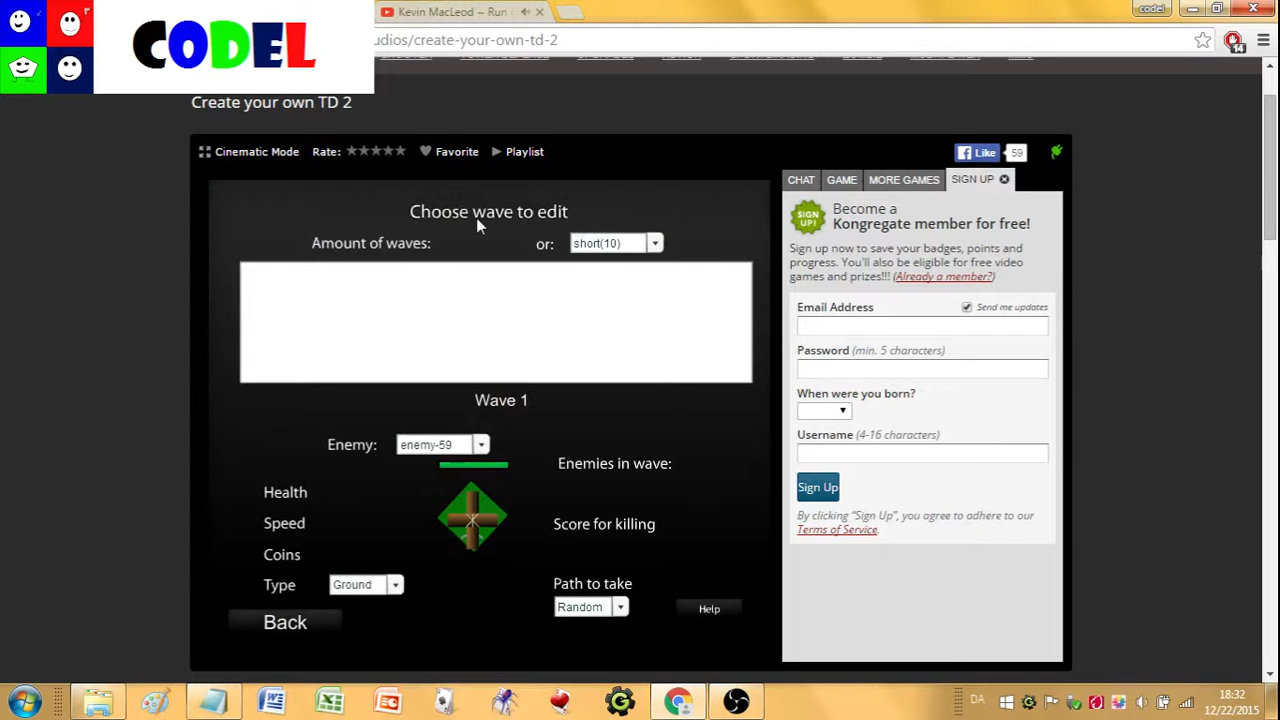 CODEL
Kevin MacLeod ~ Run
codel
udios/create-your-own-td-2
14
Create your own TD 2
Cinematic Mode
Rate:
Favorite
Playlist
Like
59
CHAT
GAME
MORE GAMES
SIGN UP
Choose wave to edit
Amount of waves:
or:
short(10)
SIGN UP!
Become a
Kongregate member for free!
Sign up now to save your badges, points and
progress. You'll also be eligible for free video
games and prizes!!! (Already a member?)
Email Address
Send me updates
Password (min. 5 characters)
When were you born?
Username (4-16 characters)
Sign Up
By clicking "Sign Up", you agree to adhere to our
Terms of Service.
Wave 1
Enemy:
enemy-59
Enemies in wave:
Health
Speed
Score for killing
Coins
Type
Ground
Path to take
Random
Help
Back
DA
18:32
12/22/2015